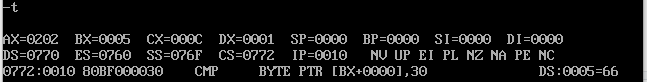 -t
AX=0202  BX=0005  CX=000C  DX=0001  SP=0000  BP=0000  SI=0000  DI=0000
DS=0770  ES=0760  SS=076F  CS=0772  IP=0010   NV UP EI PL NZ NA PE NC
0772:0010 80BF000030    CMP     BYTE PTR [BX+0000],30                   DS:0005=66